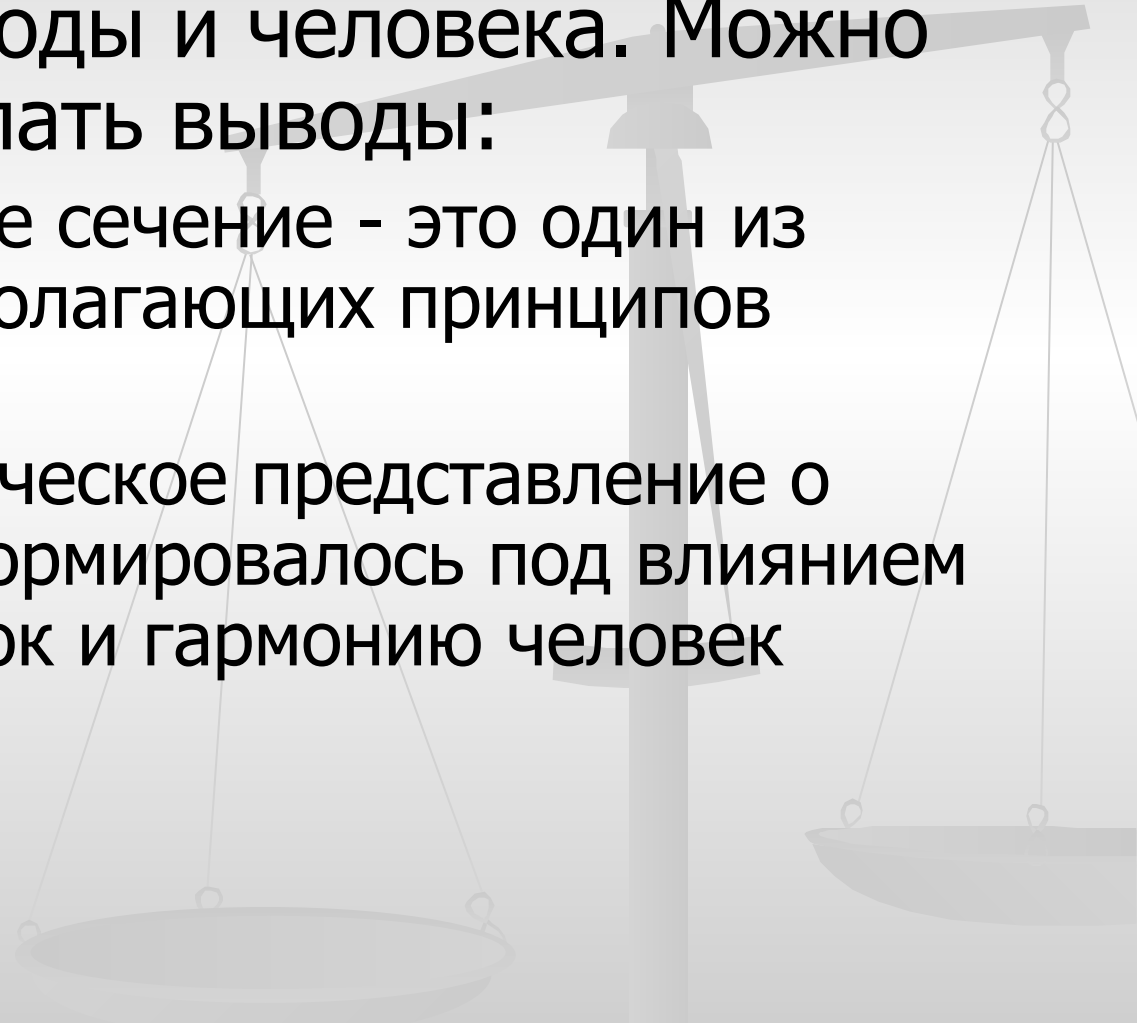 оды и человека. Можно
лать выводы:
е сечение - это один из
олагающих принципов
ческое представление о
ормировалось под влиянием
ок и гармонию человек